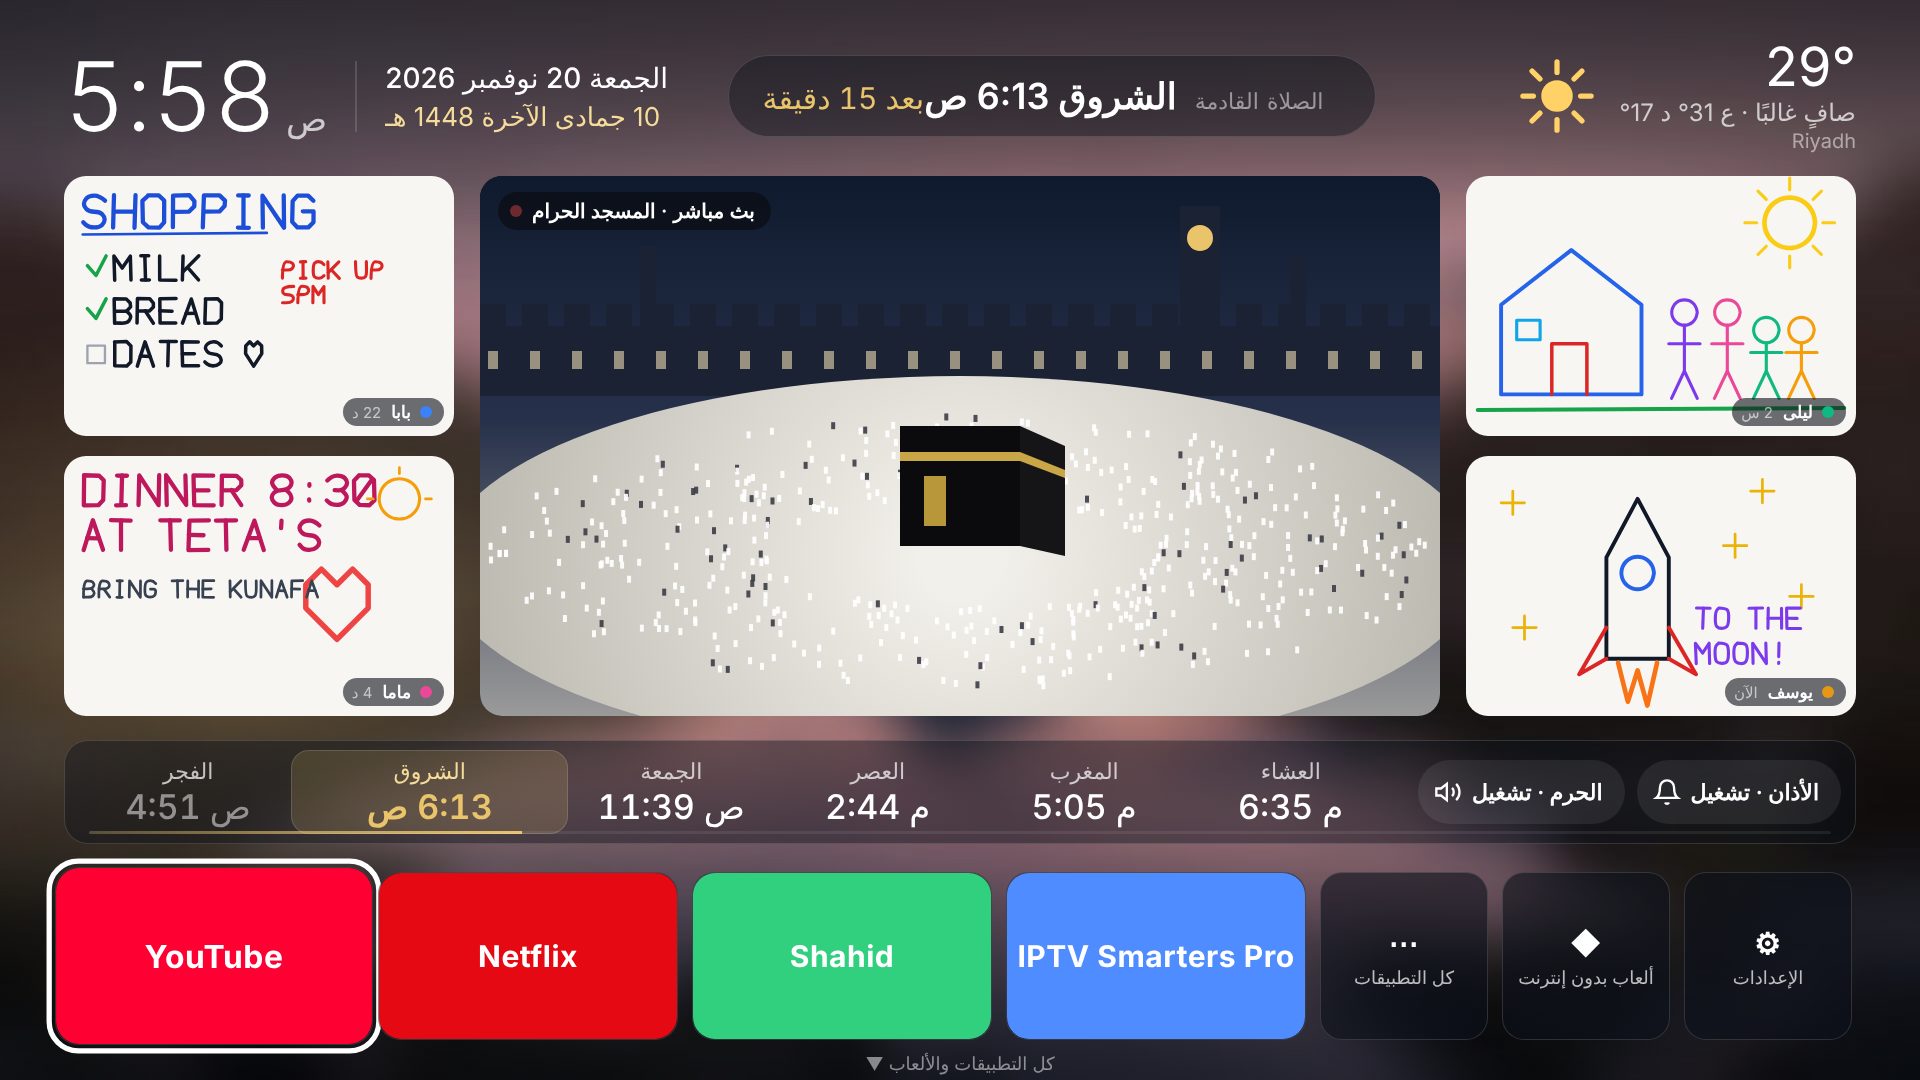 5:58 ص
الجمعة 20 نوفمبر 2026
10 جمادى الآخرة 1448 هـ
الصلاة القادمة الشروق 6:13 ص بعد 15 دقيقة
29°
صافٍ غالبًا · ع 31° د 17°
Riyadh
SHOPPING
MILK
BREAD
DATES
PICK UP
5PM
بابا 22 د
بث مباشر · المسجد الحرام
ليلى 2 س
DINNER 8:30
AT TETA'S
BRING THE KUNAFA
ماما 4 د
TO THE
MOON!
يوسف الآن
الفجر
4:51 ص
الشروق
6:13 ص
الجمعة
11:39 ص
العصر
2:44 م
المغرب
5:05 م
العشاء
6:35 م
الحرم · تشغيل
الأذان · تشغيل
YouTube
Netflix
Shahid
IPTV Smarters Pro
كل التطبيقات
ألعاب بدون إنترنت
الإعدادات
كل التطبيقات والألعاب ▼